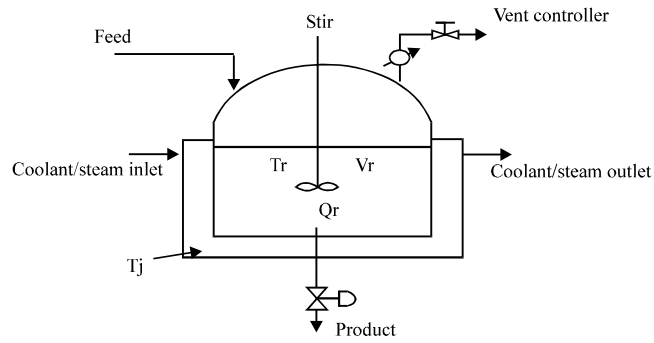 Vent controller
Stir
Feed
Coolant/steam inlet
Tr
Vr
Coolant/steam outlet
Qr
Tj
Product